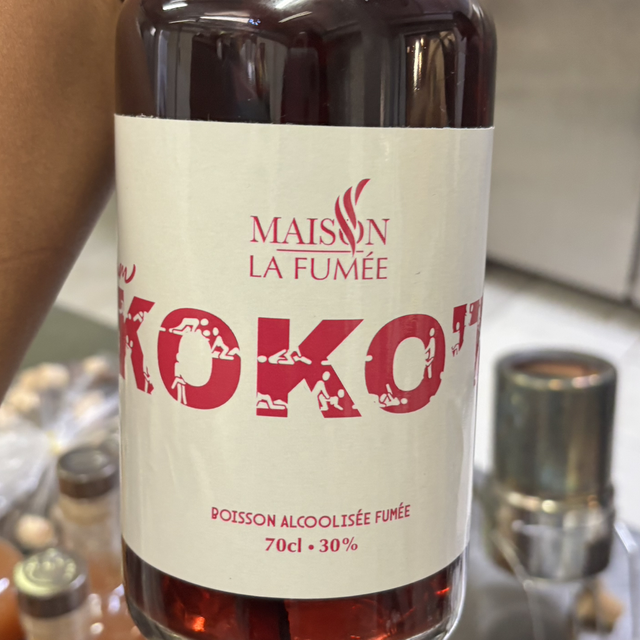 MAISON
LA FUMÉE
KOKO'
BOISSON ALCOOLISÉE FUMÉE
70cl • 30%